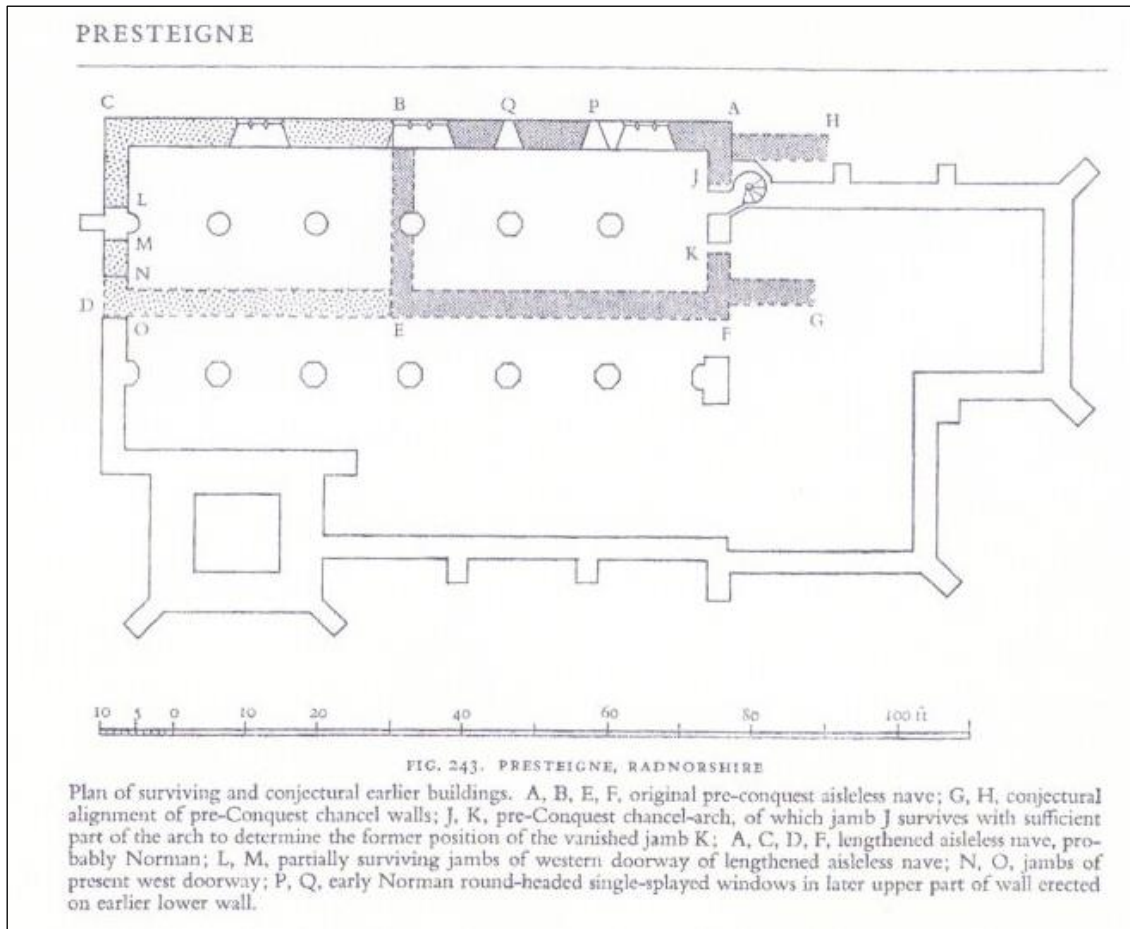 PRESTEIGNE
C B Q P A
H
J
L
M
K
N
D
G
O E F
10 5 0 10 20 40 60 80 100 ft
FIG. 243. PRESTEIGNE, RADNORSHIRE
Plan of surviving and conjectural earlier buildings. A, B, E, F, original pre-conquest aisleless nave; G, H, conjectural
alignment of pre-Conquest chancel walls; J, K, pre-Conquest chancel-arch, of which jamb J survives with sufficient
part of the arch to determine the former position of the vanished jamb K; A, C, D, F, lengthened aisleless nave, pro-
bably Norman; L, M, partially surviving jambs of western doorway of lengthened aisleless nave; N, O, jambs of
present west doorway; P, Q, early Norman round-headed single-splayed windows in later upper part of wall erected
on earlier lower wall.